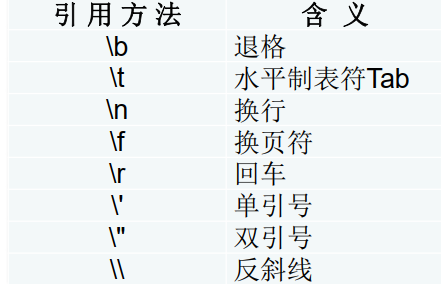 引用方法 含 义
\b 退格
\t 水平制表符Tab
\n 换行
\f 换页符
\r 回车
\' 单引号
\" 双引号
\\ 反斜线